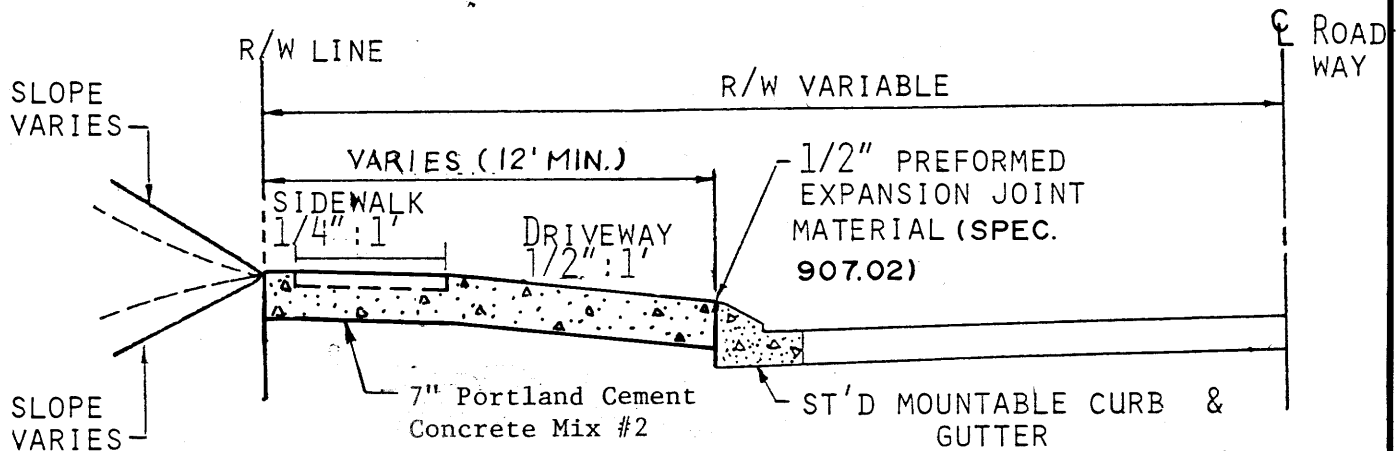 ℄ ROAD
WAY
R/W LINE
R/W VARIABLE
SLOPE
VARIES
VARIES (12' MIN.)
1/2" PREFORMED
EXPANSION JOINT
MATERIAL (SPEC.
907.02)
SIDEWALK
1/4" : 1'
DRIVEWAY
1/2" : 1'
7" Portland Cement
Concrete Mix #2
ST'D MOUNTABLE CURB &
GUTTER
SLOPE
VARIES